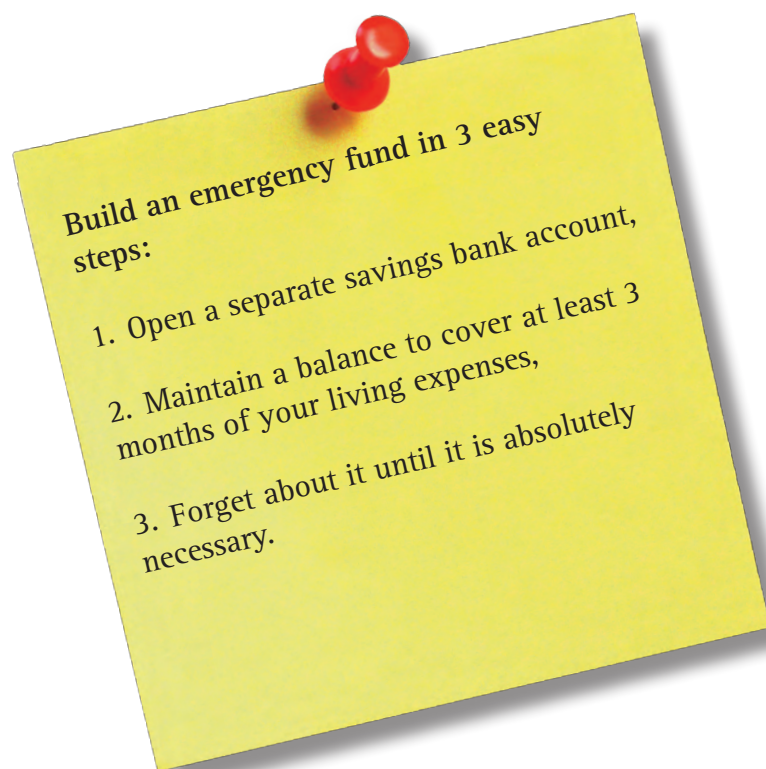 Build an emergency fund in 3 easy
steps:
1. Open a separate savings bank account,
2. Maintain a balance to cover at least 3
months of your living expenses,
3. Forget about it until it is absolutely
necessary.